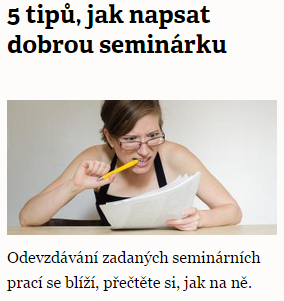 5 tipů, jak napsat
dobrou seminárku
Odevzdávání zadaných seminárních
prací se blíží, přečtěte si, jak na ně.